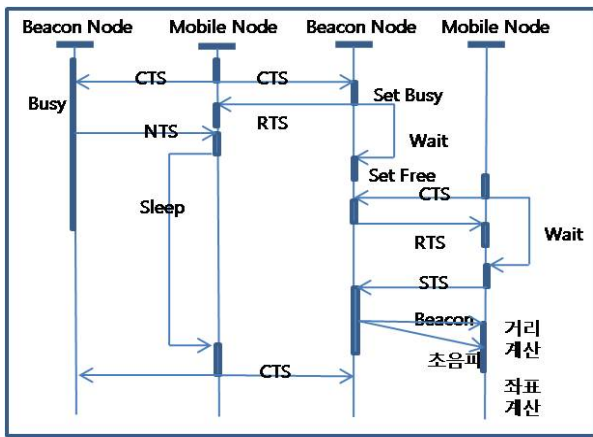 Beacon Node Mobile Node Beacon Node Mobile Node
CTS CTS
Busy
Set Busy
NTS
RTS
Wait
Set Free
CTS
Sleep
RTS
Wait
STS
Beacon
거리
계산
초음파
CTS
좌표
계산